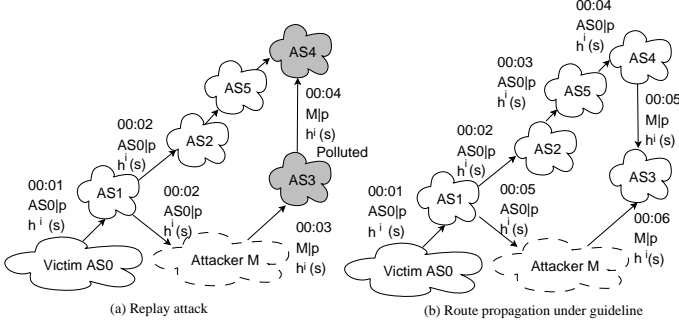 00:04
AS0|p
h^i (s)
AS4
AS4
00:03
AS0|p
h^i(s)
AS5
AS5
00:04
M|p
h^i (s)
00:05
M|p
h^i (s)
00:02
AS0|p
h^i(s)
AS2
Polluted
00:02
AS0|p
h^i(s)
AS2
00:01
AS0|p
h^i (s)
AS1
AS3
00:02
AS0|p
h^i(s)
00:01
AS0|p
h^i (s)
AS1
AS3
00:05
AS0|p
h^i(s)
00:03
M|p
h^i (s)
00:06
M|p
h^i(s)
Victim AS0
Attacker M
Victim AS0
Attacker M
(a) Replay attack
(b) Route propagation under guideline